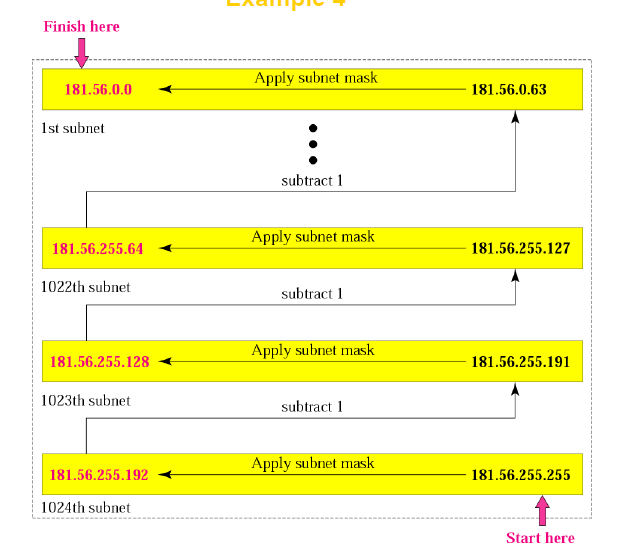 Example 4
Finish here
181.56.0.0 Apply subnet mask 181.56.0.63
1st subnet
subtract 1
181.56.255.64 Apply subnet mask 181.56.255.127
1022th subnet
subtract 1
181.56.255.128 Apply subnet mask 181.56.255.191
1023th subnet
subtract 1
181.56.255.192 Apply subnet mask 181.56.255.255
1024th subnet
Start here